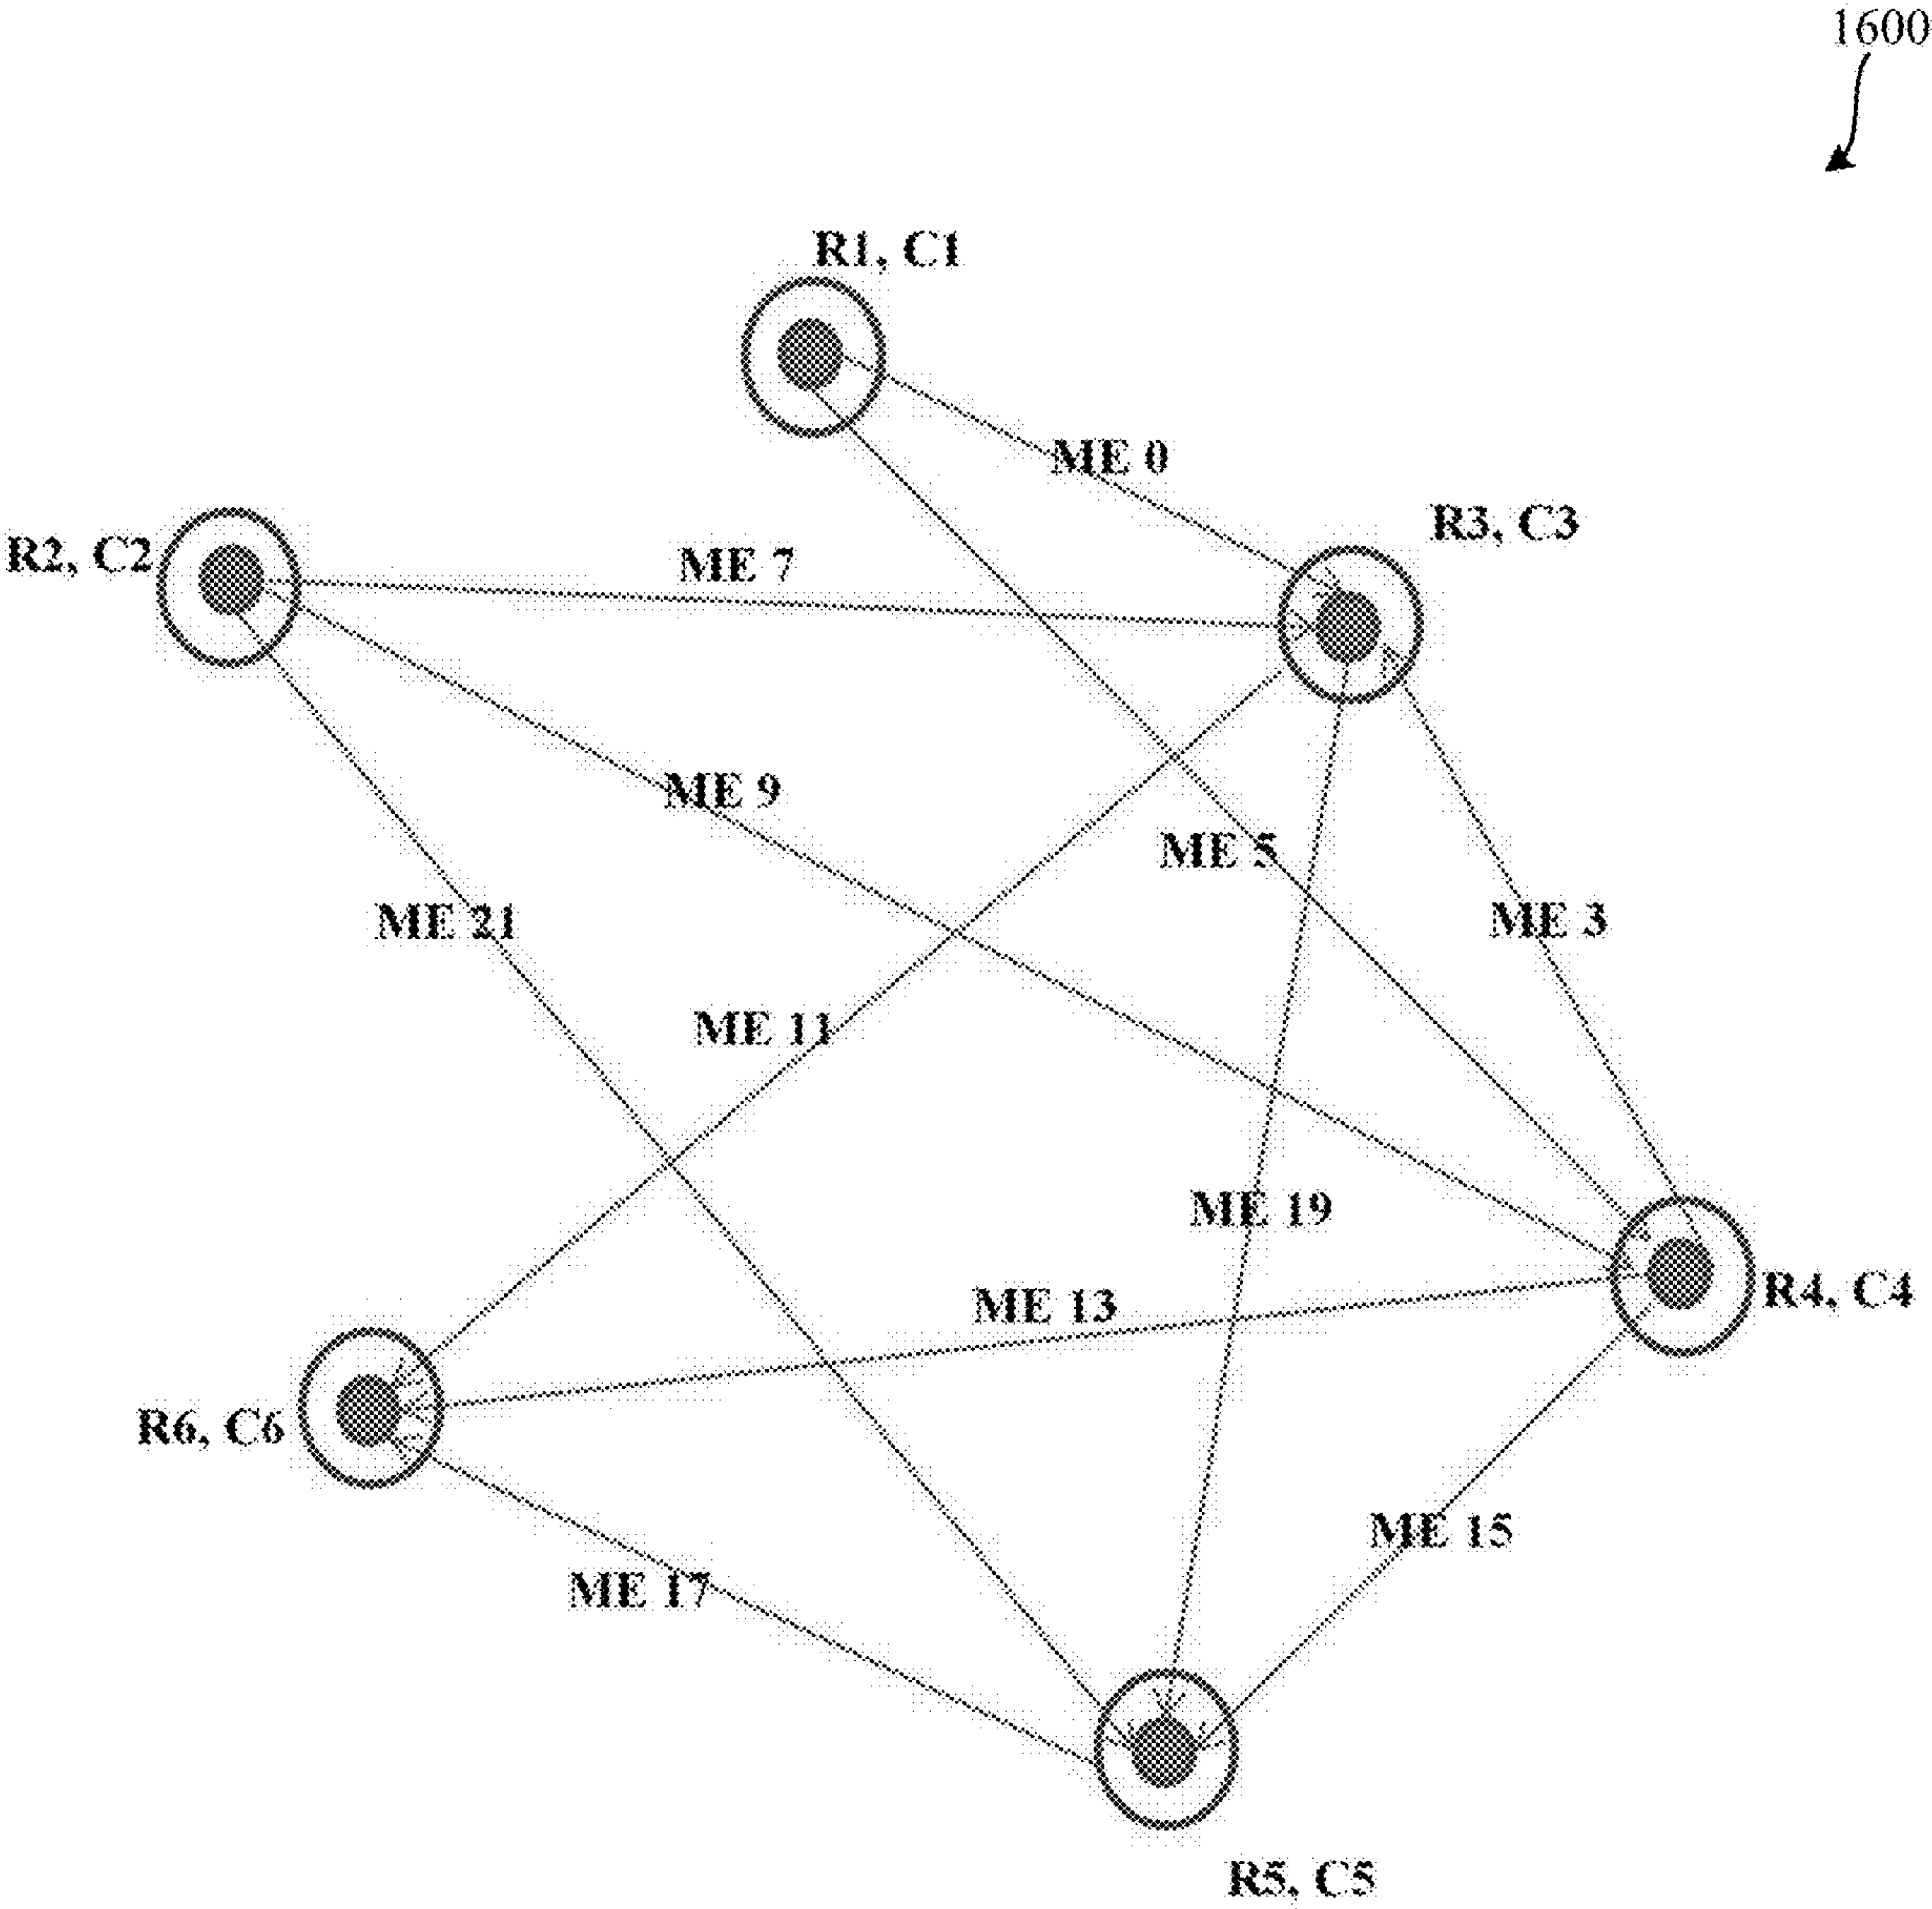 1600
R1, C1
ME 0
R3, C3
R2, C2
ME 7
ME 9
ME 5
ME 3
ME 21
ME 11
ME 19
ME 13
R4, C4
R6, C6
ME 15
ME 17
R5, C5